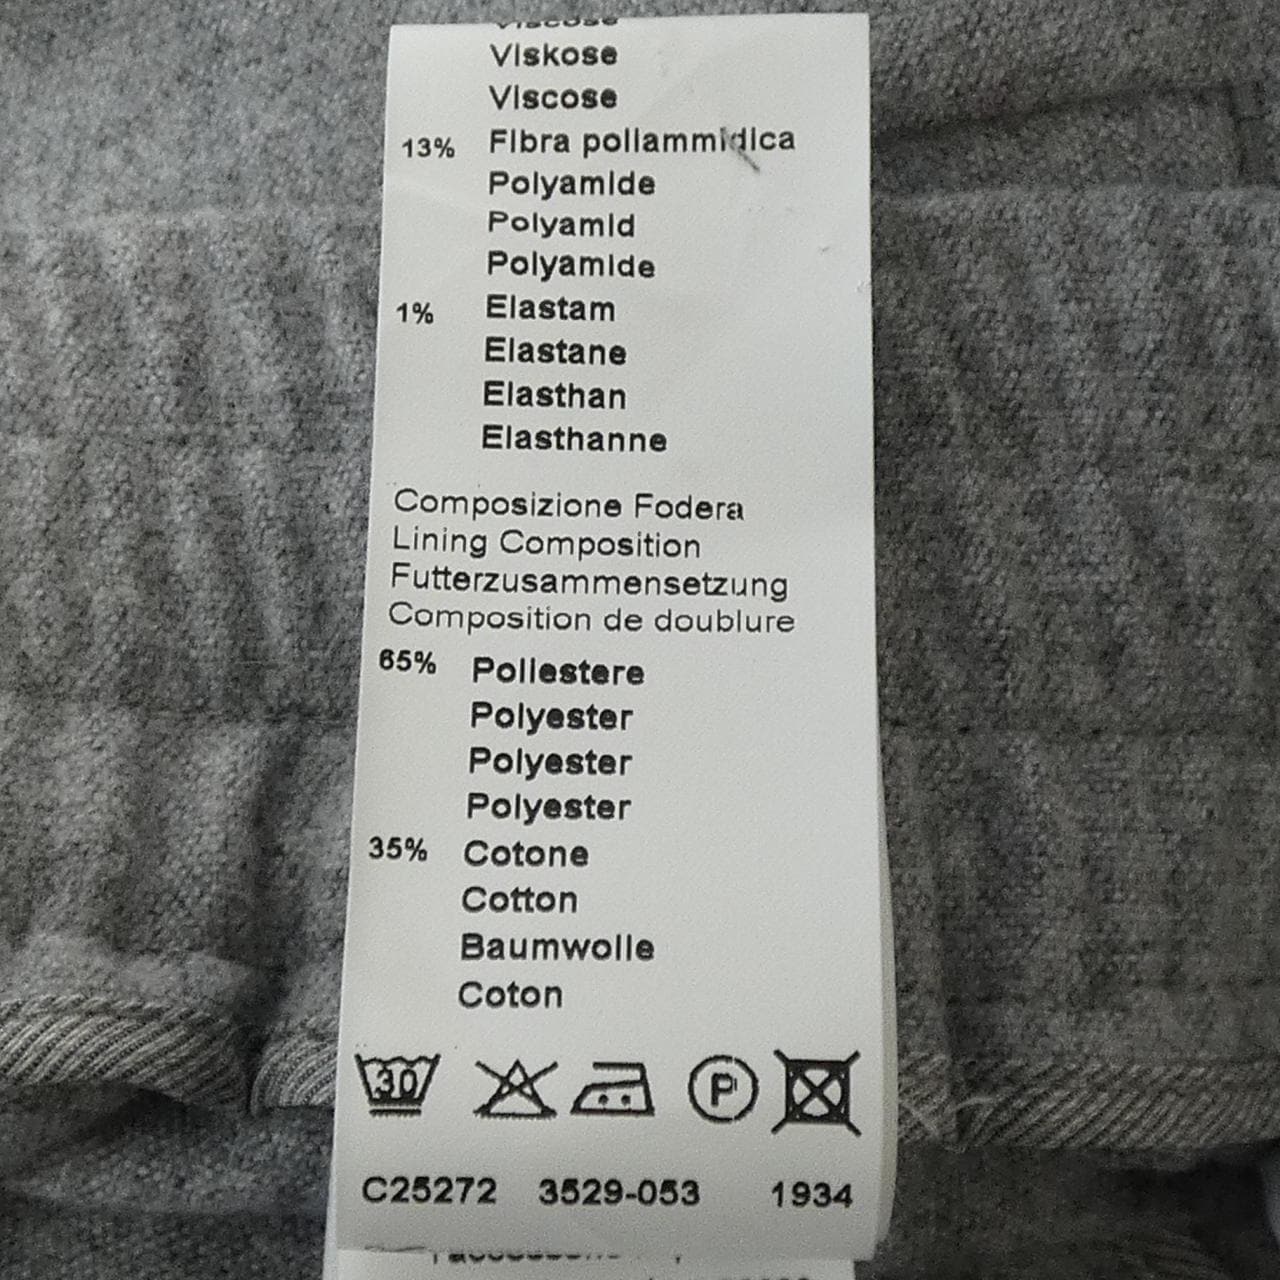 Viskose
Viscose
13% Fibra poliammidica
Polyamide
Polyamid
Polyamide
1% Elastam
Elastane
Elasthan
Elasthanne
Composizione Fodera
Lining Composition
Futterzusammensetzung
Composition de doublure
65% Poliestere
Polyester
Polyester
Polyester
35% Cotone
Cotton
Baumwolle
Coton
30 P
C25272 3529-053 1934